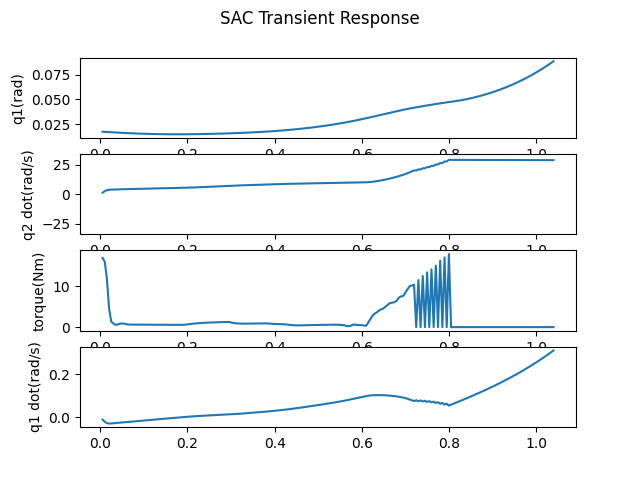 SAC Transient Response
q1(rad)
0.075
0.050
0.025
0.0 0.2 0.4 0.6 0.8 1.0
q2 dot(rad/s)
25
0
−25
0.0 0.2 0.4 0.6 0.8 1.0
torque(Nm)
10
0
0.0 0.2 0.4 0.6 0.8 1.0
q1 dot(rad/s)
0.2
0.0
0.0 0.2 0.4 0.6 0.8 1.0